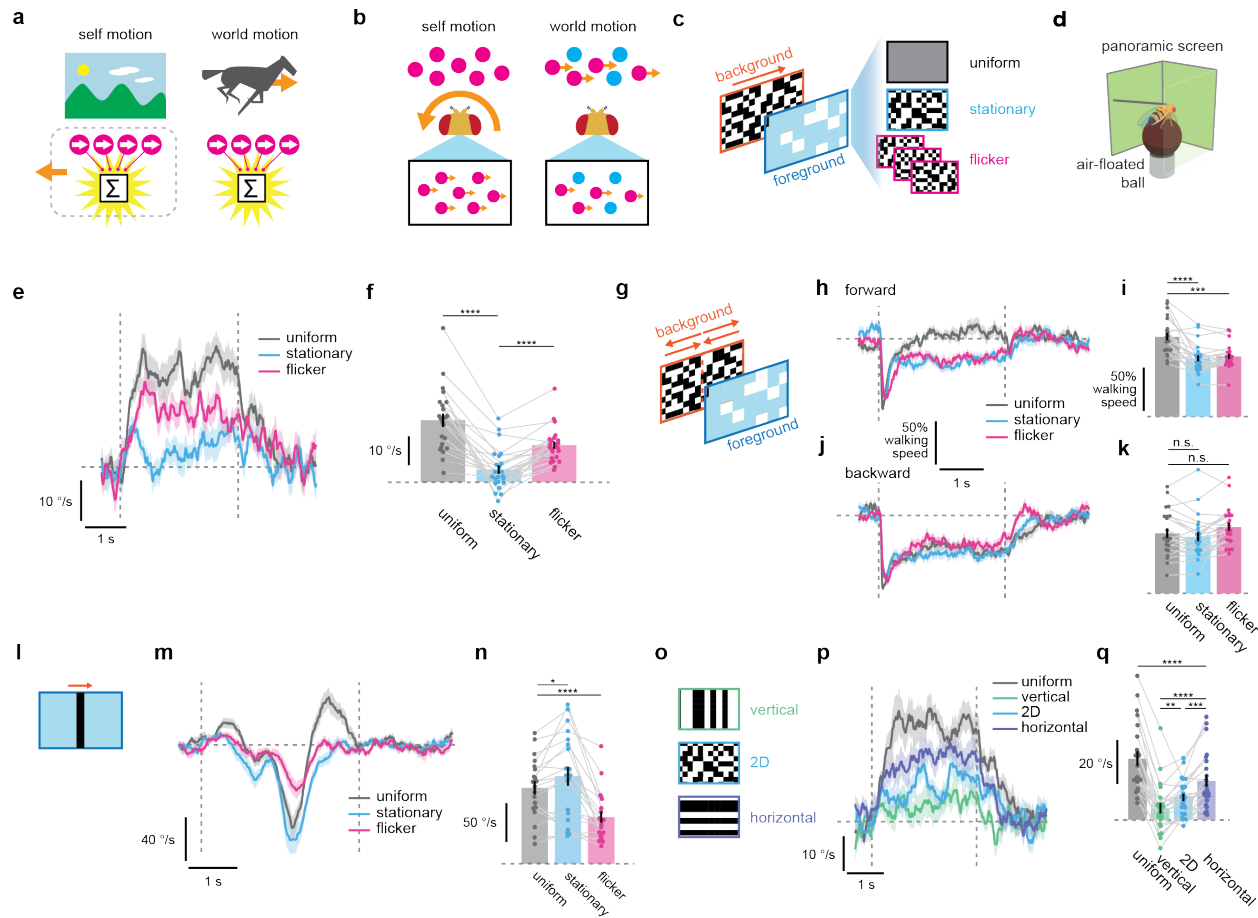 a
self motion
world motion
Σ
Σ
b
self motion
world motion
c
background
foreground
uniform
stationary
flicker
d
panoramic screen
air-floated
ball
e
uniform
stationary
flicker
10 °/s
1 s
f
****
****
10 °/s
uniform
stationary
flicker
g
background
foreground
h
forward
uniform
stationary
flicker
50%
walking
speed
1 s
i
****
***
50%
walking
speed
j
backward
k
n.s.
n.s.
uniform
stationary
flicker
l
m
uniform
stationary
flicker
40 °/s
1 s
n
*
****
50 °/s
uniform
stationary
flicker
o
vertical
2D
horizontal
p
uniform
vertical
2D
horizontal
10 °/s
1 s
q
****
****
**
***
20 °/s
uniform
vertical
2D
horizontal